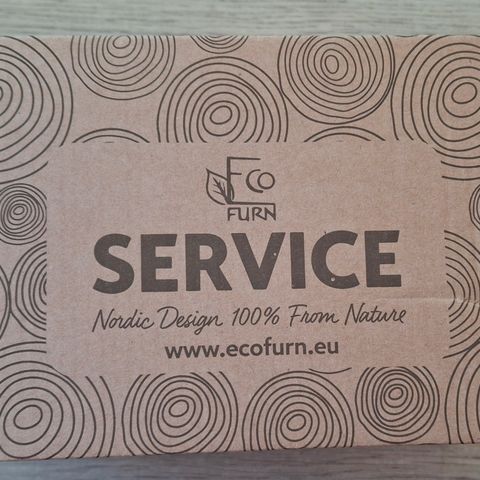 Eco
FURN
SERVICE
Nordic Design 100% From Nature
www.ecofurn.eu